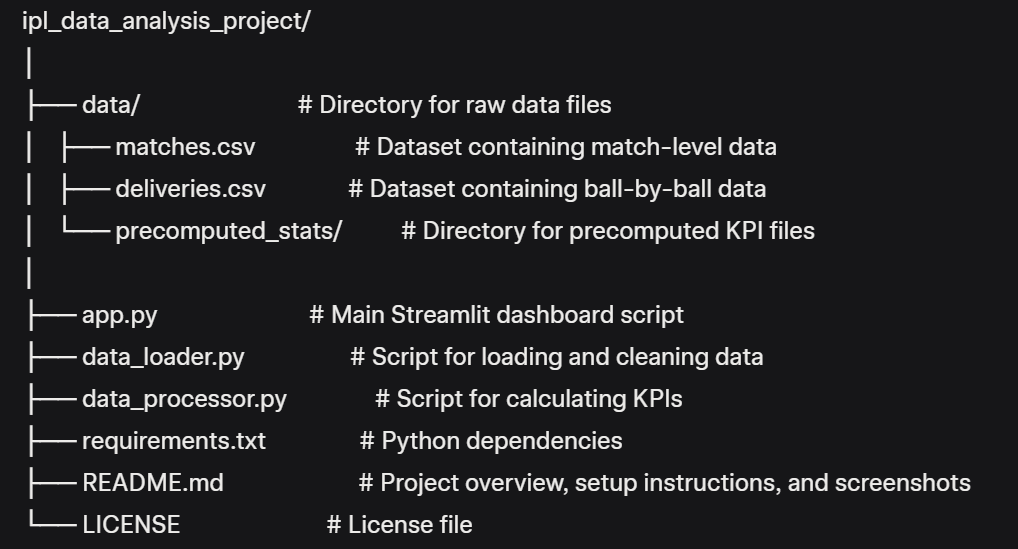 ipl_data_analysis_project/
│
├── data/ # Directory for raw data files
│ ├── matches.csv # Dataset containing match-level data
│ ├── deliveries.csv # Dataset containing ball-by-ball data
│ └── precomputed_stats/ # Directory for precomputed KPI files
│
├── app.py # Main Streamlit dashboard script
├── data_loader.py # Script for loading and cleaning data
├── data_processor.py # Script for calculating KPIs
├── requirements.txt # Python dependencies
├── README.md # Project overview, setup instructions, and screenshots
└── LICENSE # License file